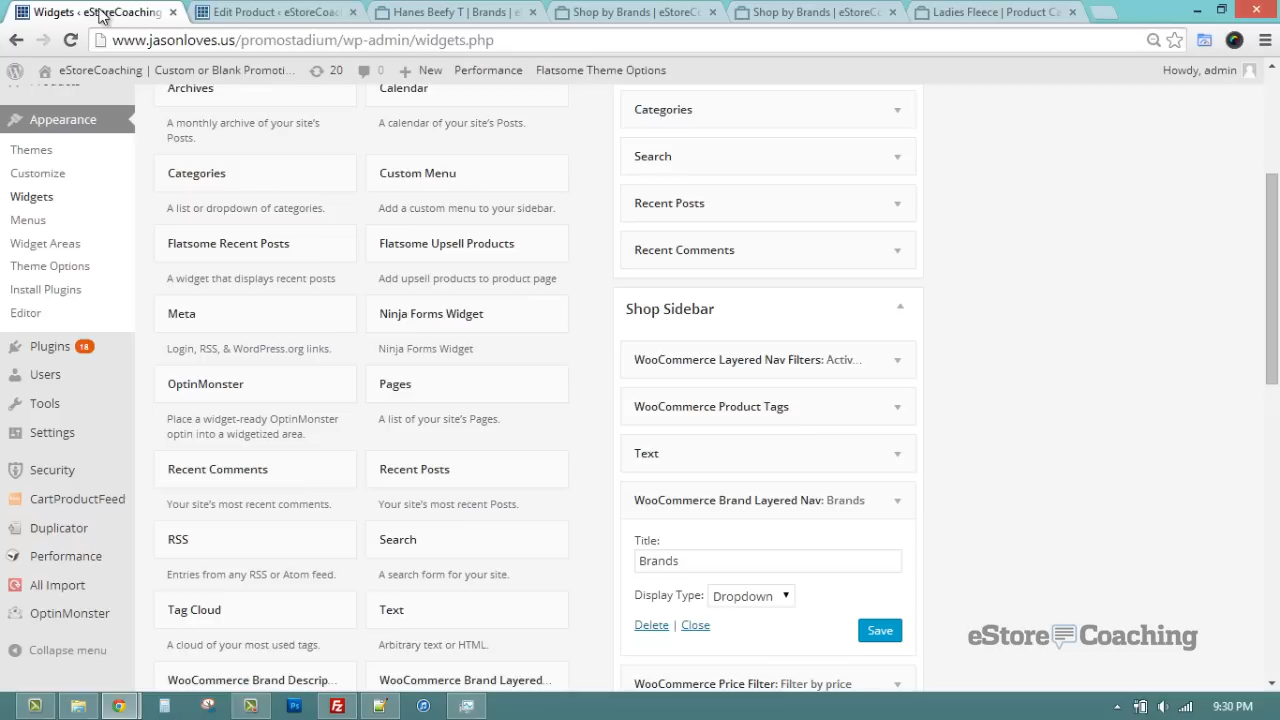 Widgets ‹ eStoreCoaching
Edit Product ‹ eStoreCoac
Hanes Beefy T | Brands | e
Shop by Brands | eStoreCo
Shop by Brands | eStoreCo
Ladies Fleece | Product Ca
www.jasonloves.us/promostadium/wp-admin/widgets.php
eStoreCoaching | Custom or Blank Promoti...
20
0
New
Performance
Flatsome Theme Options
Howdy, admin
Products
Appearance
Themes
Customize
Widgets
Menus
Widget Areas
Theme Options
Install Plugins
Editor
Plugins 18
Users
Tools
Settings
Security
CartProductFeed
Duplicator
Performance
All Import
OptinMonster
Collapse menu
Archives
A monthly archive of your site's
Posts.
Calendar
A calendar of your site's Posts.
Categories
A list or dropdown of categories.
Custom Menu
Add a custom menu to your sidebar.
Flatsome Recent Posts
A widget that displays recent posts
Flatsome Upsell Products
Add upsell products to product page
Meta
Login, RSS, & WordPress.org links.
Ninja Forms Widget
Ninja Forms Widget
OptinMonster
Place a widget-ready OptinMonster
optin into a widgetized area.
Pages
A list of your site's Pages.
Recent Comments
Your site's most recent comments.
Recent Posts
Your site's most recent Posts.
RSS
Entries from any RSS or Atom feed.
Search
A search form for your site.
Tag Cloud
A cloud of your most used tags.
Text
Arbitrary text or HTML.
WooCommerce Brand Descrip...
WooCommerce Brand Layered...
Categories
Search
Recent Posts
Recent Comments
Shop Sidebar
WooCommerce Layered Nav Filters: Activ...
WooCommerce Product Tags
Text
WooCommerce Brand Layered Nav: Brands
Title:
Brands
Display Type: Dropdown
Delete | Close
Save
WooCommerce Price Filter: Filter by price
eStore Coaching
9:30 PM